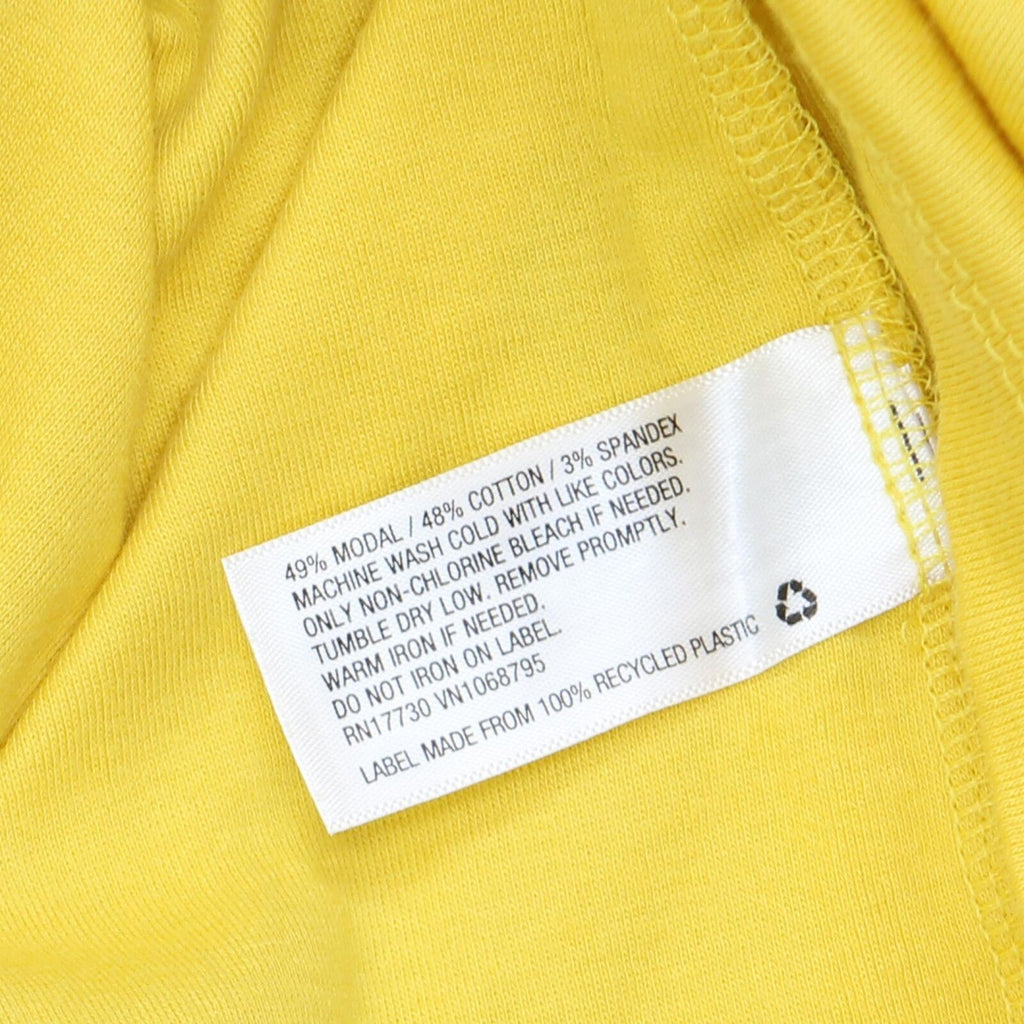 49% MODAL / 48% COTTON / 3% SPANDEX
MACHINE WASH COLD WITH LIKE COLORS.
ONLY NON-CHLORINE BLEACH IF NEEDED.
TUMBLE DRY LOW. REMOVE PROMPTLY.
WARM IRON IF NEEDED.
DO NOT IRON ON LABEL.
RN17730 VN1068795
LABEL MADE FROM 100% RECYCLED PLASTIC